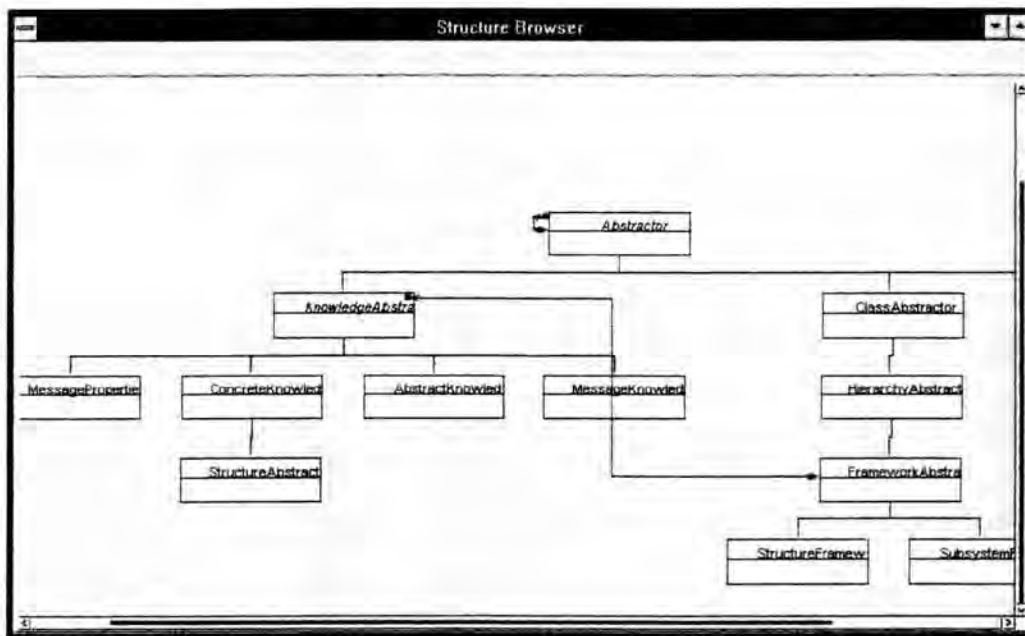 Structure Browser
Abstractor
KnowledgeAbstra
ClassAbstractor
MessagePropertie
ConcreteKnowled
AbstractKnowled
MessageKnowled
HierarchyAbstract
StructureAbstract
FrameworkAbstra
StructureFramew
SubsystemF